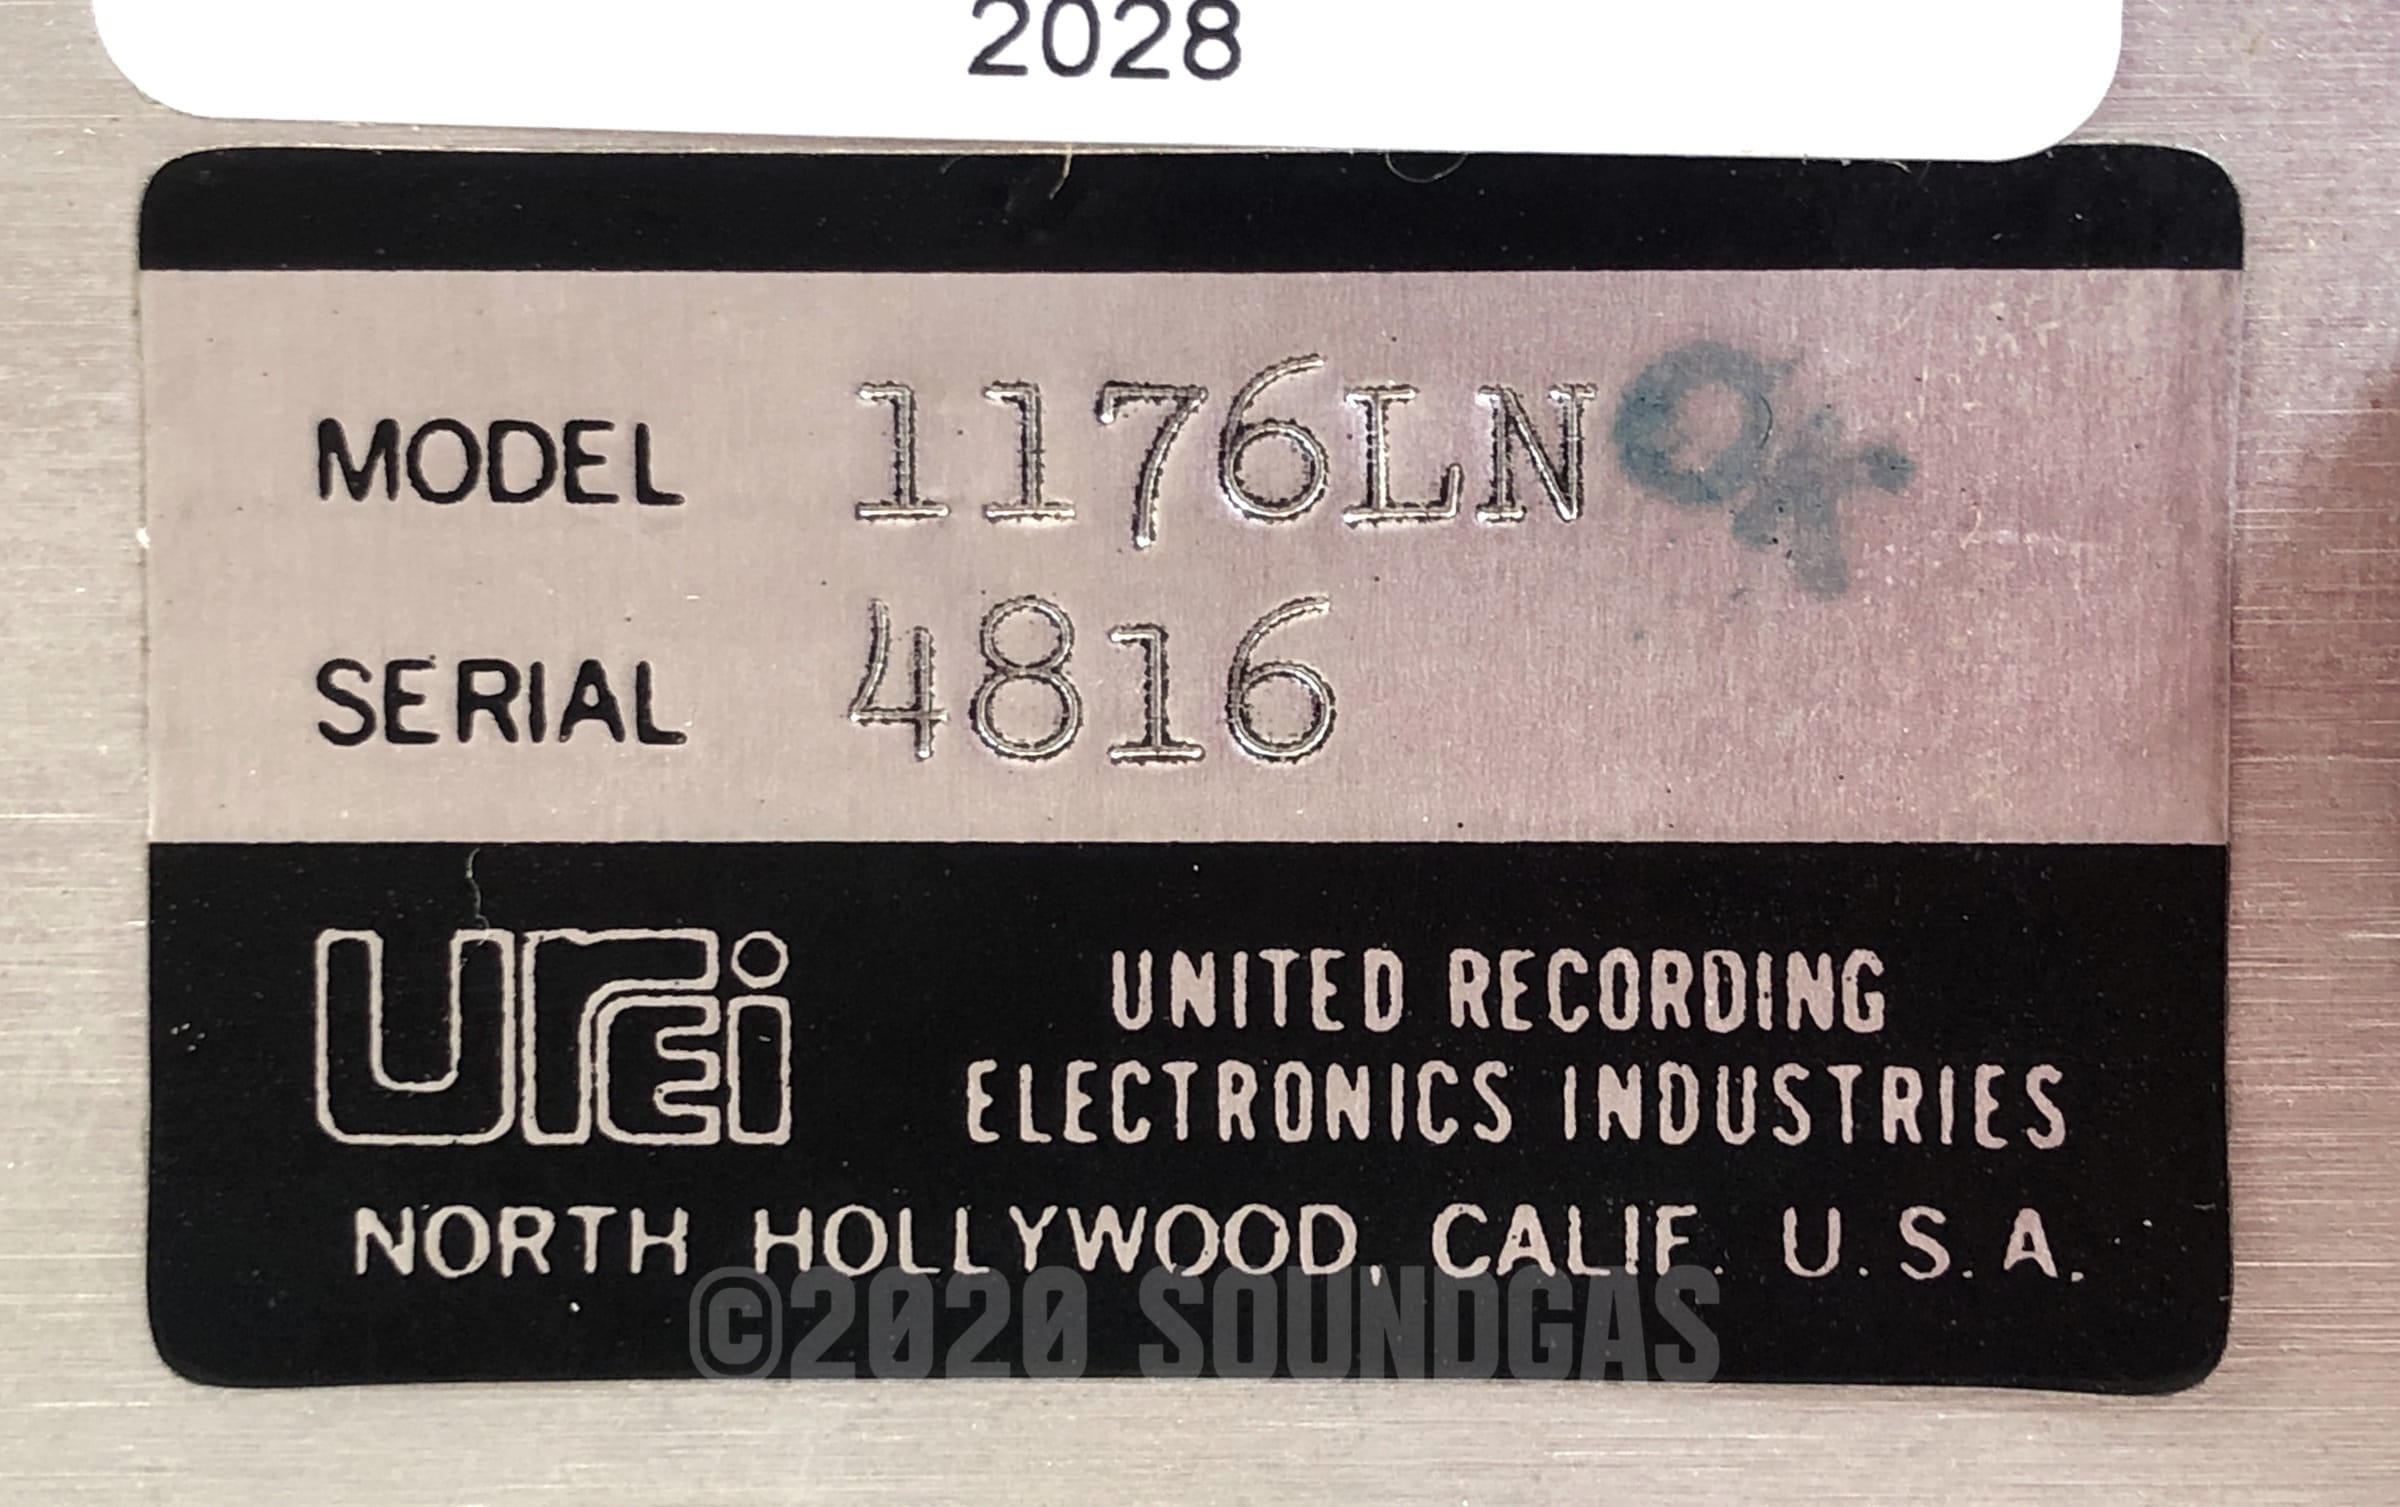 2028
MODEL 1176LN OK
SERIAL 4816
urei
UNITED RECORDING
ELECTRONICS INDUSTRIES
NORTH HOLLYWOOD, CALIF. U.S.A.
©2020 SOUNDGAS